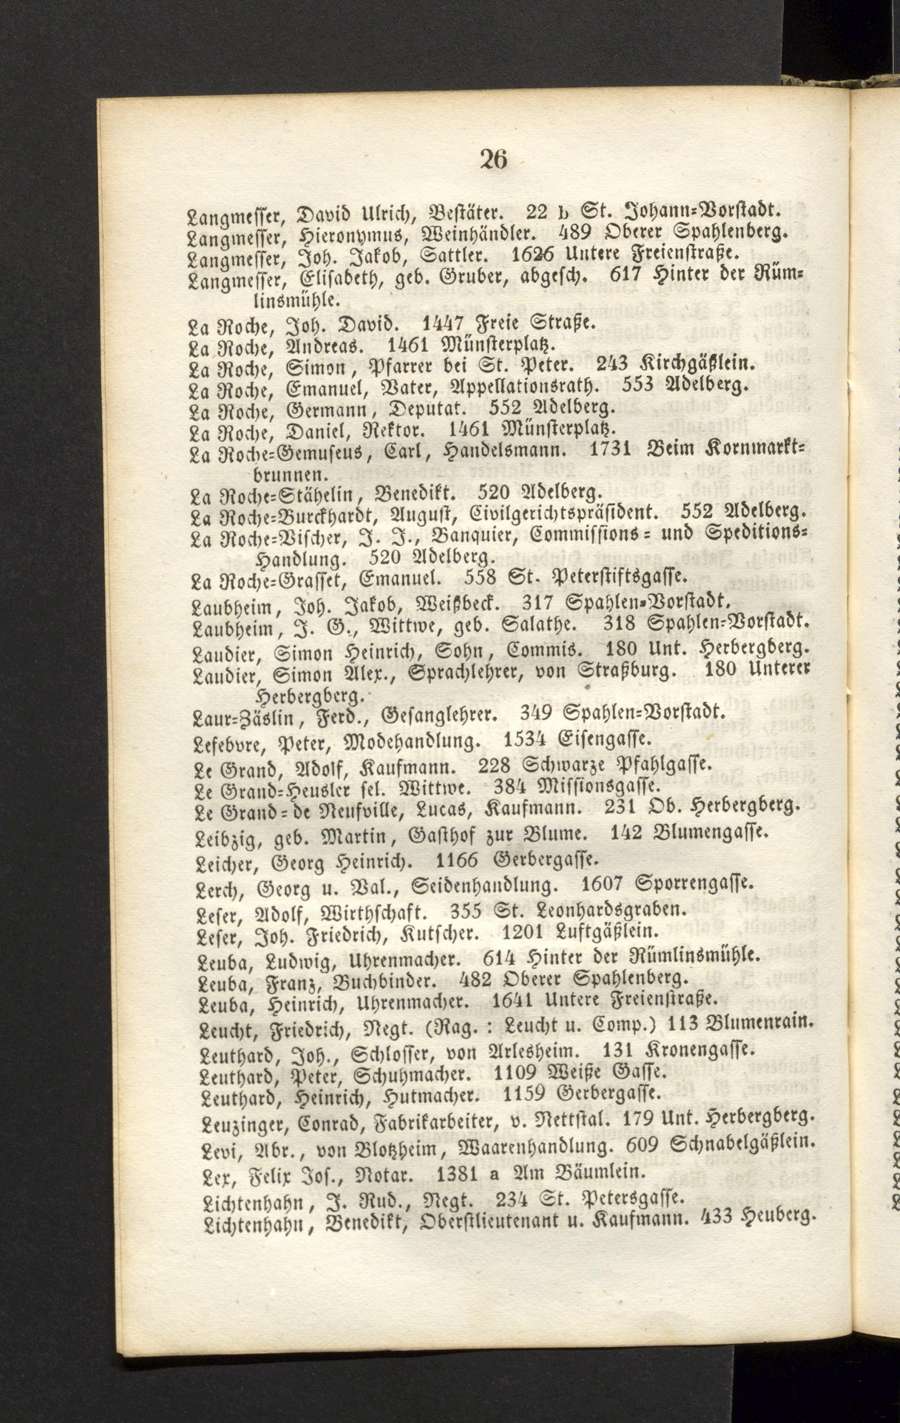 26
Langmesser, David Ulrich, Bestäter. 22 b St. Johann-Vorstadt.
Langmesser, Hieronymus, Weinhändler. 489 Oberer Spahlenberg.
Langmesser, Joh. Jakob, Sattler. 1626 Untere Freienstraße.
Langmesser, Elisabeth, geb. Gruber, abgesch. 617 Hinter der Rüm-
linsmühle.
La Roche, Joh. David. 1447 Freie Straße.
La Roche, Andreas. 1461 Münsterplatz.
La Roche, Simon, Pfarrer bei St. Peter. 243 Kirchgäßlein.
La Roche, Emanuel, Vater, Appellationsrath. 553 Adelberg.
La Roche, Germann, Deputat. 552 Adelberg.
La Roche, Daniel, Rektor. 1461 Münsterplatz.
La Roche-Gemuseus, Carl, Handelsmann. 1731 Beim Kornmarkt-
brunnen.
La Roche-Stähelin, Benedikt. 520 Adelberg.
La Roche-Burckhardt, August, Civilgerichtspräsident. 552 Adelberg.
La Roche-Vischer, J. J., Banquier, Commissions- und Speditions-
Handlung. 520 Adelberg.
La Roche-Grasset, Emanuel. 558 St. Peterstiftsgasse.
Laubheim, Joh. Jakob, Weißbeck. 317 Spahlen-Vorstadt.
Laubheim, J. G., Wittwe, geb. Salathe. 318 Spahlen-Vorstadt.
Laudier, Simon Heinrich, Sohn, Commis. 180 Unt. Herbergberg.
Laudier, Simon Alex., Sprachlehrer, von Straßburg. 180 Unterer
Herbergberg.
Laur-Zäslin, Ferd., Gesanglehrer. 349 Spahlen-Vorstadt.
Lefebvre, Peter, Modehandlung. 1534 Eisengasse.
Le Grand, Adolf, Kaufmann. 228 Schwarze Pfahlgasse.
Le Grand-Heusler sel. Wittwe. 384 Missionsgasse.
Le Grand-de Neufville, Lucas, Kaufmann. 231 Ob. Herbergberg.
Leibzig, geb. Martin, Gasthof zur Blume. 142 Blumengasse.
Leicher, Georg Heinrich. 1166 Gerbergasse.
Lerch, Georg u. Val., Seidenhandlung. 1607 Sporrengasse.
Leser, Adolf, Wirthschaft. 355 St. Leonhardsgraben.
Leser, Joh. Friedrich, Kutscher. 1201 Luftgäßlein.
Leuba, Ludwig, Uhrenmacher. 614 Hinter der Rümlinsmühle.
Leuba, Franz, Buchbinder. 482 Oberer Spahlenberg.
Leuba, Heinrich, Uhrenmacher. 1641 Untere Freienstraße.
Leucht, Friedrich, Negt. (Rag.: Leucht u. Comp.) 113 Blumenrain.
Leuthard, Joh., Schlosser, von Arlesheim. 131 Kronengasse.
Leuthard, Peter, Schuhmacher. 1109 Weiße Gasse.
Leuthard, Heinrich, Hutmacher. 1159 Gerbergasse.
Leuzinger, Conrad, Fabrikarbeiter, v. Nettstal. 179 Unt. Herbergberg.
Levi, Abr., von Blotzheim, Waarenhandlung. 609 Schnabelgäßlein.
Lex, Felix Jos., Notar. 1381 a Am Bäumlein.
Lichtenhahn, J. Rud., Negt. 234 St. Petersgasse.
Lichtenhahn, Benedikt, Oberstlieutenant u. Kaufmann. 433 Heuberg.